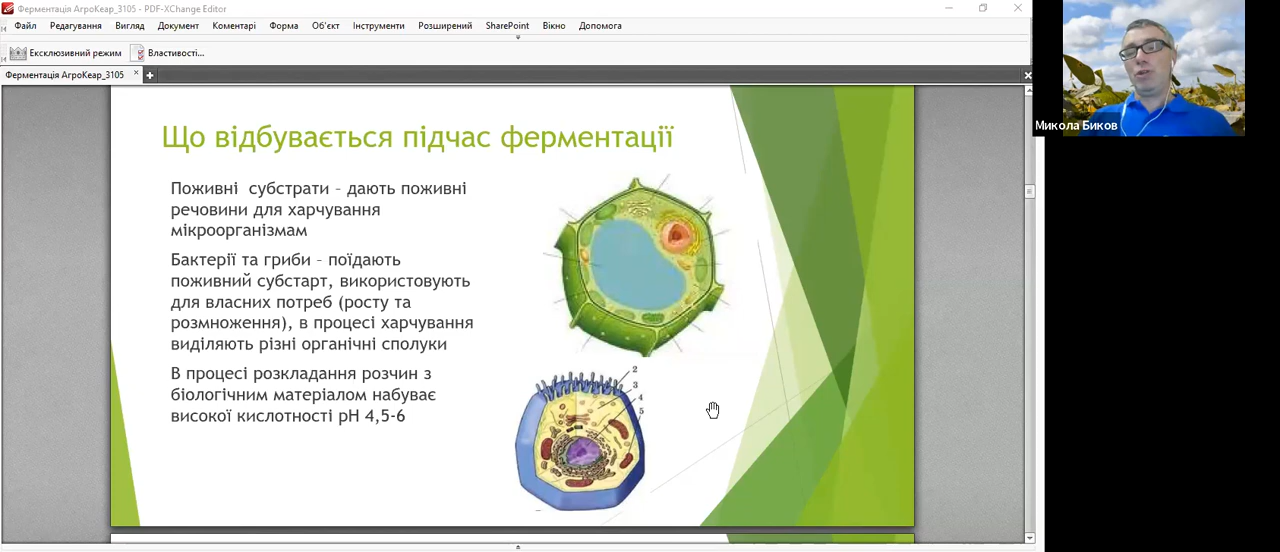 Ферментація АгроКеар_3105 - PDF-XChange Editor
Файл Редагування Вигляд Документ Коментарі Форма Об'єкт Інструменти Розширений SharePoint Вікно Допомога
Ексклюзивний режим Властивості...
Ферментація АгроКеар_3105
Що відбувається підчас ферментації
Поживні субстрати – дають поживні
речовини для харчування
мікроорганізмам
Бактерії та гриби – поїдають
поживний субстарт, використовують
для власних потреб (росту та
розмноження), в процесі харчування
виділяють різні органічні сполуки
В процесі розкладання розчин з
біологічним матеріалом набуває
високої кислотності pH 4,5-6
2
3
4
5
Микола Биков